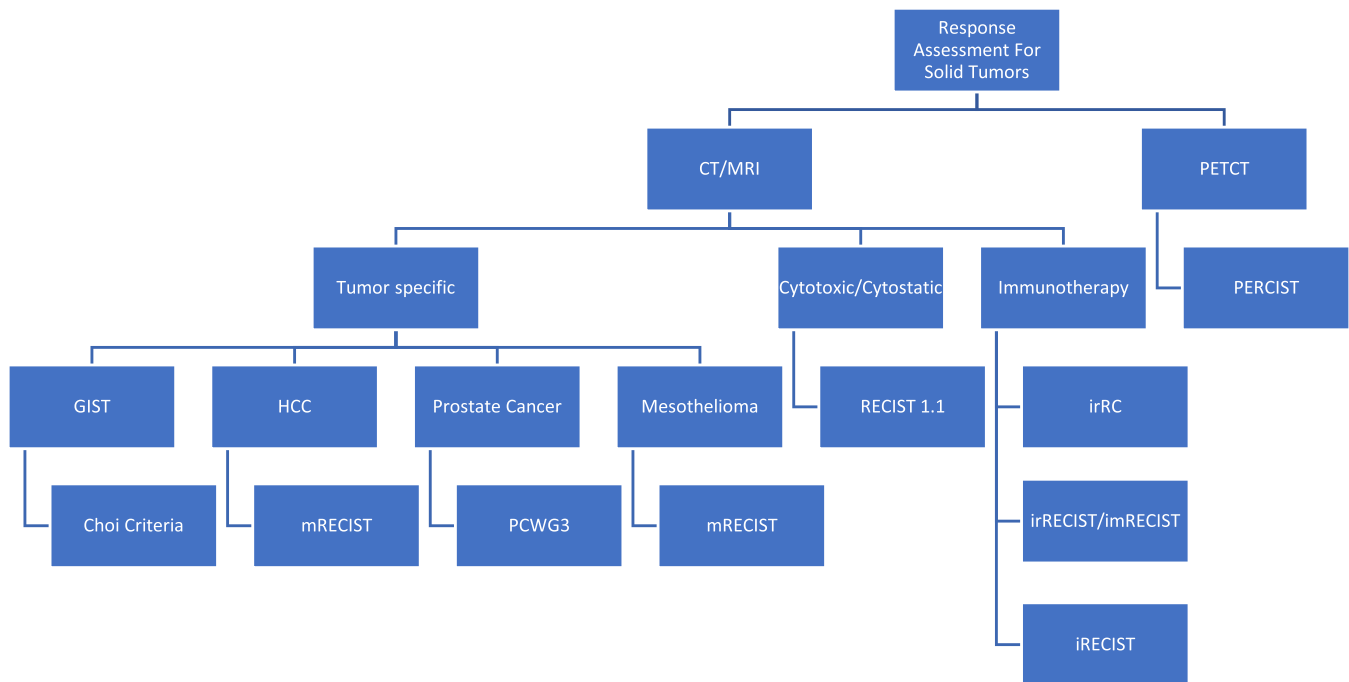 Response
Assessment For
Solid Tumors
CT/MRI
PETCT
Tumor specific
Cytotoxic/Cytostatic
Immunotherapy
PERCIST
GIST
HCC
Prostate Cancer
Mesothelioma
RECIST 1.1
irRC
Choi Criteria
mRECIST
PCWG3
mRECIST
irRECIST/imRECIST
iRECIST